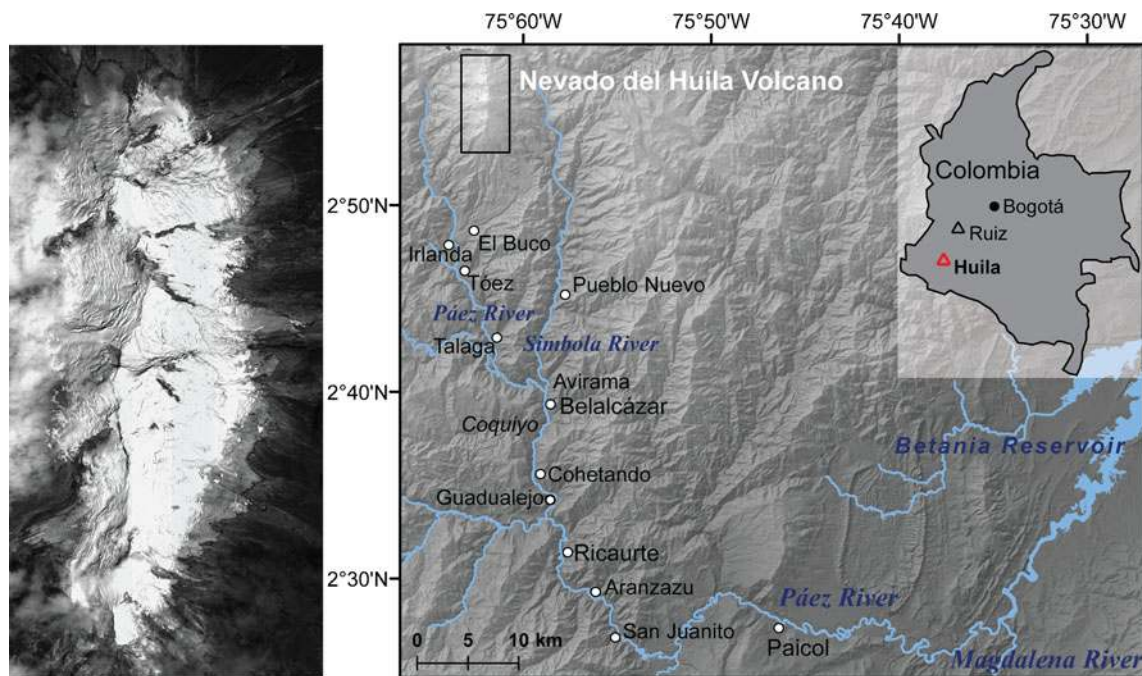 75°60'W 75°50'W 75°40'W 75°30'W
Nevado del Huila Volcano
Colombia
Bogotá
Ruiz
Huila
2°50'N
El Buco
Irlanda
Tóez
Pueblo Nuevo
Páez River
Símbola River
Talaga
Avirama
2°40'N
Belalcázar
Coquiyo
Betania Reservoir
Cohetando
Guadualejo
Ricaurte
2°30'N
Aranzazu
Páez River
San Juanito
Paicol
0 5 10 km
Magdalena River